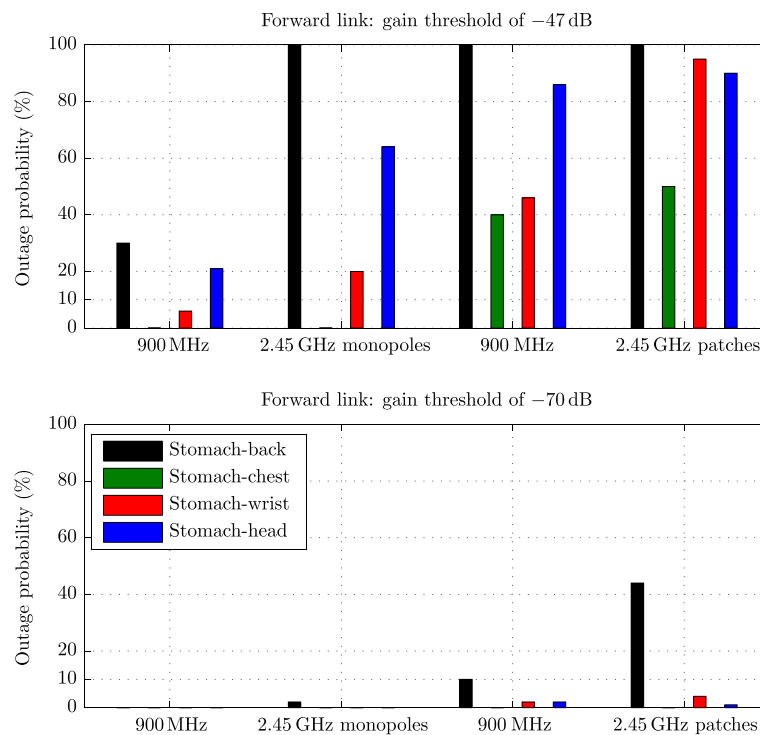 Forward link: gain threshold of −47 dB
Outage probability (%)
100
80
60
40
20
10
0
900 MHz
2.45 GHz monopoles
900 MHz
2.45 GHz patches
Forward link: gain threshold of −70 dB
Outage probability (%)
100
80
60
40
20
10
0
Stomach-back
Stomach-chest
Stomach-wrist
Stomach-head
900 MHz
2.45 GHz monopoles
900 MHz
2.45 GHz patches